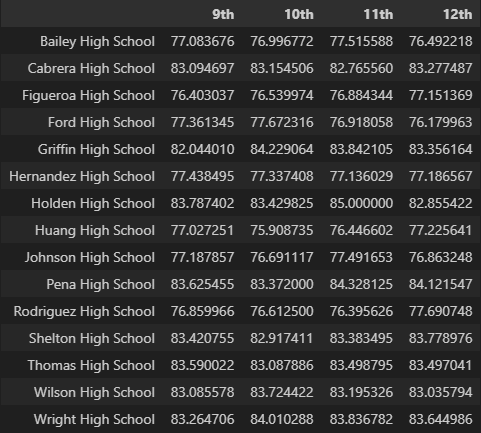 9th 10th 11th 12th
Bailey High School 77.083676 76.996772 77.515588 76.492218
Cabrera High School 83.094697 83.154506 82.765560 83.277487
Figueroa High School 76.403037 76.539974 76.884344 77.151369
Ford High School 77.361345 77.672316 76.918058 76.179963
Griffin High School 82.044010 84.229064 83.842105 83.356164
Hernandez High School 77.438495 77.337408 77.136029 77.186567
Holden High School 83.787402 83.429825 85.000000 82.855422
Huang High School 77.027251 75.908735 76.446602 77.225641
Johnson High School 77.187857 76.691117 77.491653 76.863248
Pena High School 83.625455 83.372000 84.328125 84.121547
Rodriguez High School 76.859966 76.612500 76.395626 77.690748
Shelton High School 83.420755 82.917411 83.383495 83.778976
Thomas High School 83.590022 83.087886 83.498795 83.497041
Wilson High School 83.085578 83.724422 83.195326 83.035794
Wright High School 83.264706 84.010288 83.836782 83.644986